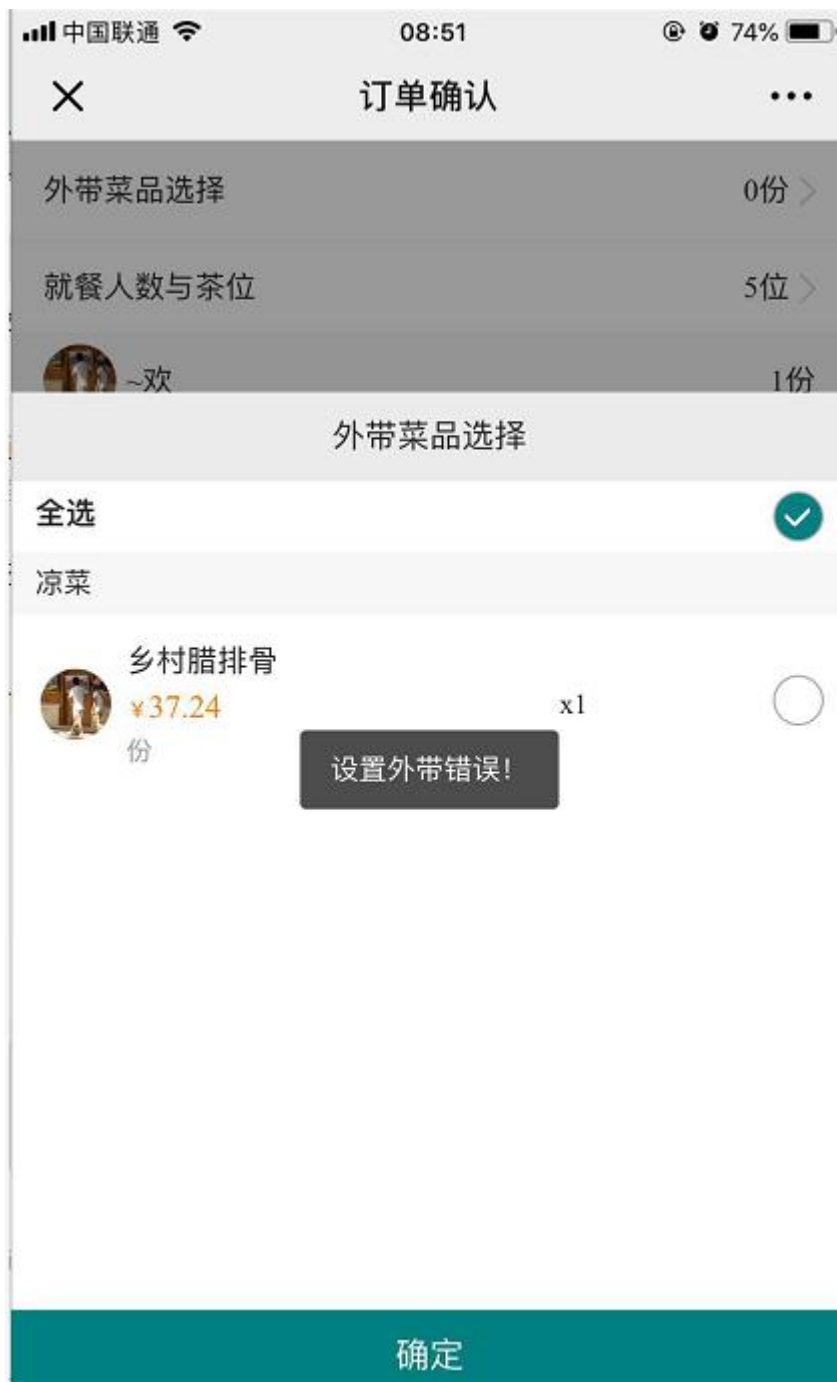 中国联通 08:51 74%
订单确认
外带菜品选择 0份
就餐人数与茶位 5位
~欢 1份
外带菜品选择
全选
凉菜
乡村腊排骨
¥37.24 x1
份
设置外带错误!
确定